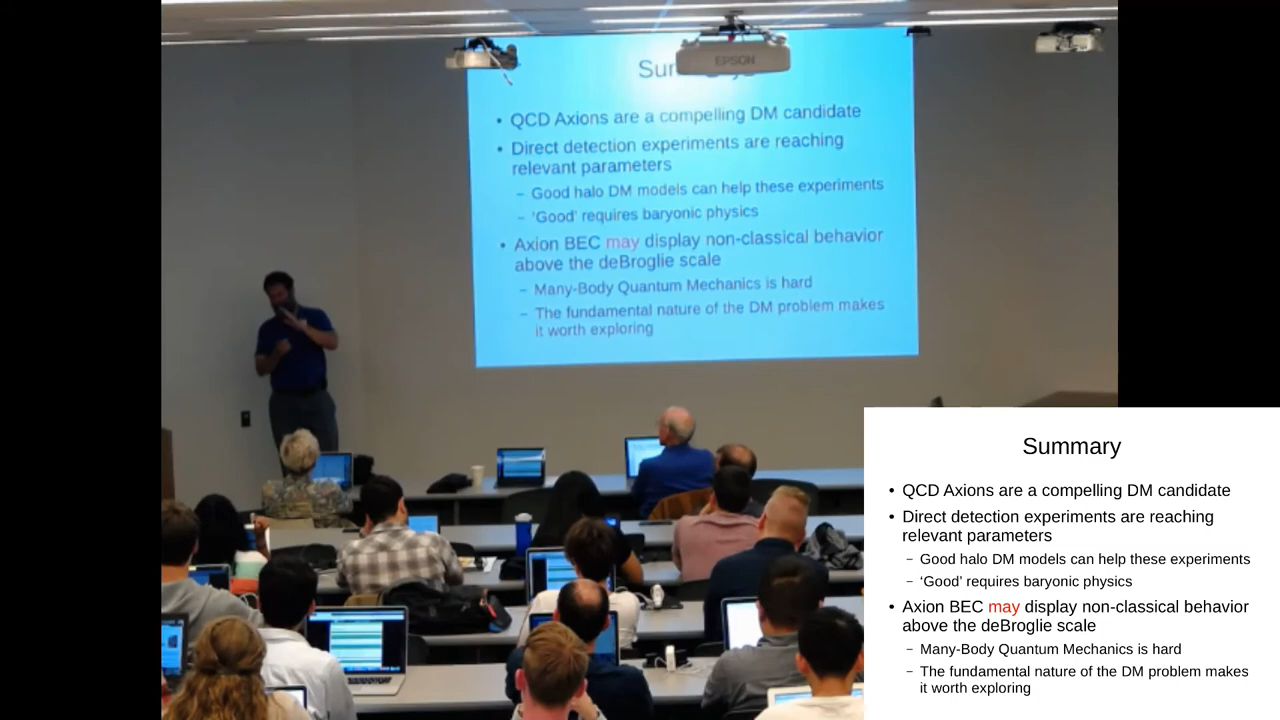 Summary
EPSON
• QCD Axions are a compelling DM candidate
• Direct detection experiments are reaching
relevant parameters
– Good halo DM models can help these experiments
– 'Good' requires baryonic physics
• Axion BEC may display non-classical behavior
above the deBroglie scale
– Many-Body Quantum Mechanics is hard
– The fundamental nature of the DM problem makes
it worth exploring
Summary
• QCD Axions are a compelling DM candidate
• Direct detection experiments are reaching
relevant parameters
– Good halo DM models can help these experiments
– ‘Good’ requires baryonic physics
• Axion BEC may display non-classical behavior
above the deBroglie scale
– Many-Body Quantum Mechanics is hard
– The fundamental nature of the DM problem makes
it worth exploring